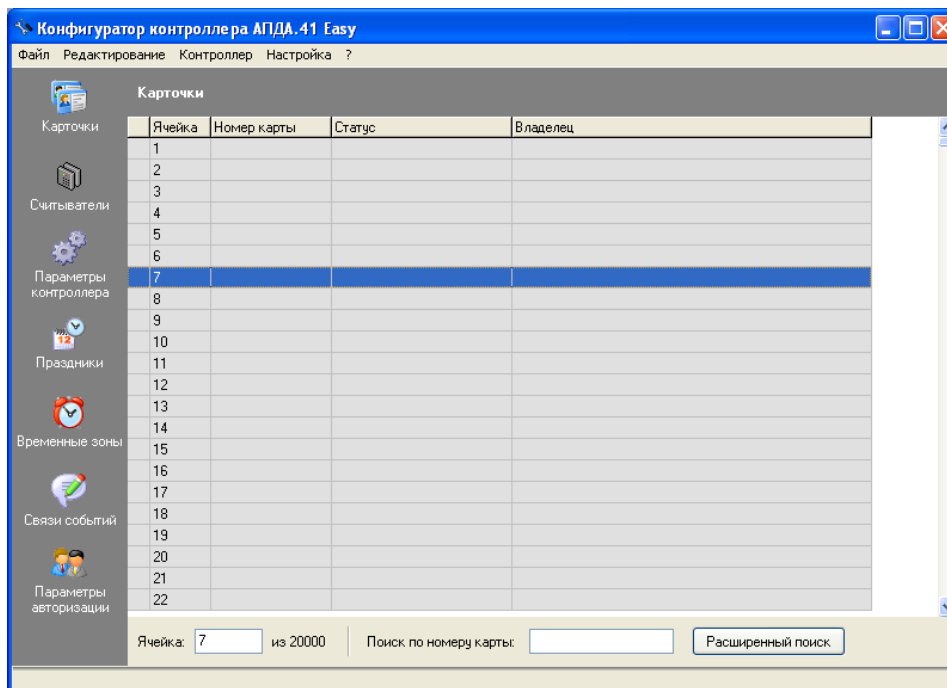 Конфигуратор контроллера АПДА.41 Easy
Файл Редактирование Контроллер Настройка ?
Карточки
Карточки
Ячейка Номер карты Статус Владелец
1
2
3
4
5
6
7
8
9
10
11
12
13
14
15
16
17
18
19
20
21
22
Считыватели
Параметры
контроллера
12
Праздники
Временные зоны
Связи событий
Параметры
авторизации
Ячейка: 7 из 20000 Поиск по номеру карты: Расширенный поиск